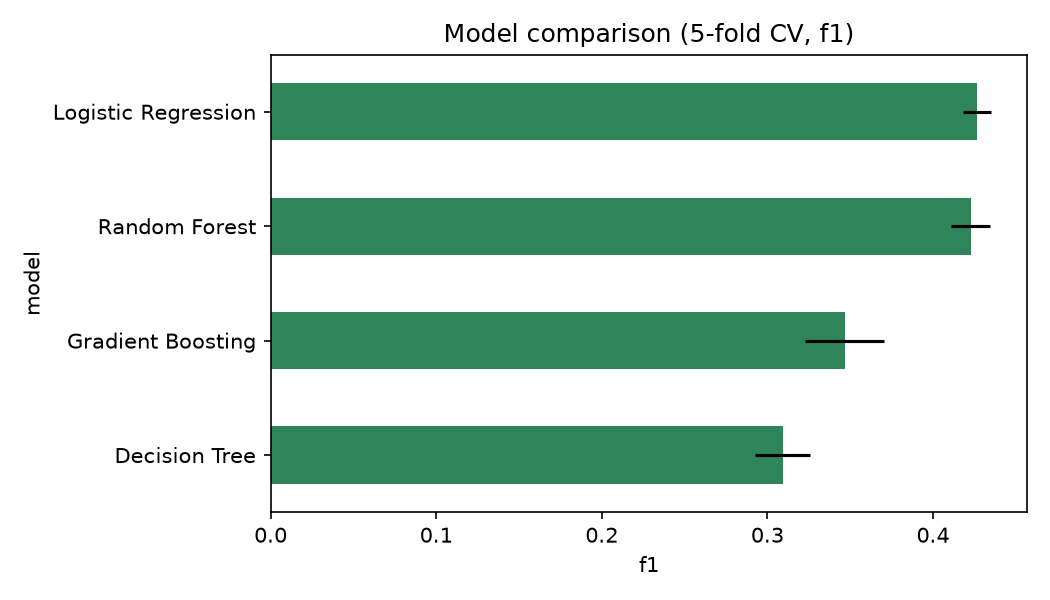 Model comparison (5-fold CV, f1)
Logistic Regression
Random Forest
Gradient Boosting
Decision Tree
model
0.0 0.1 0.2 0.3 0.4
f1